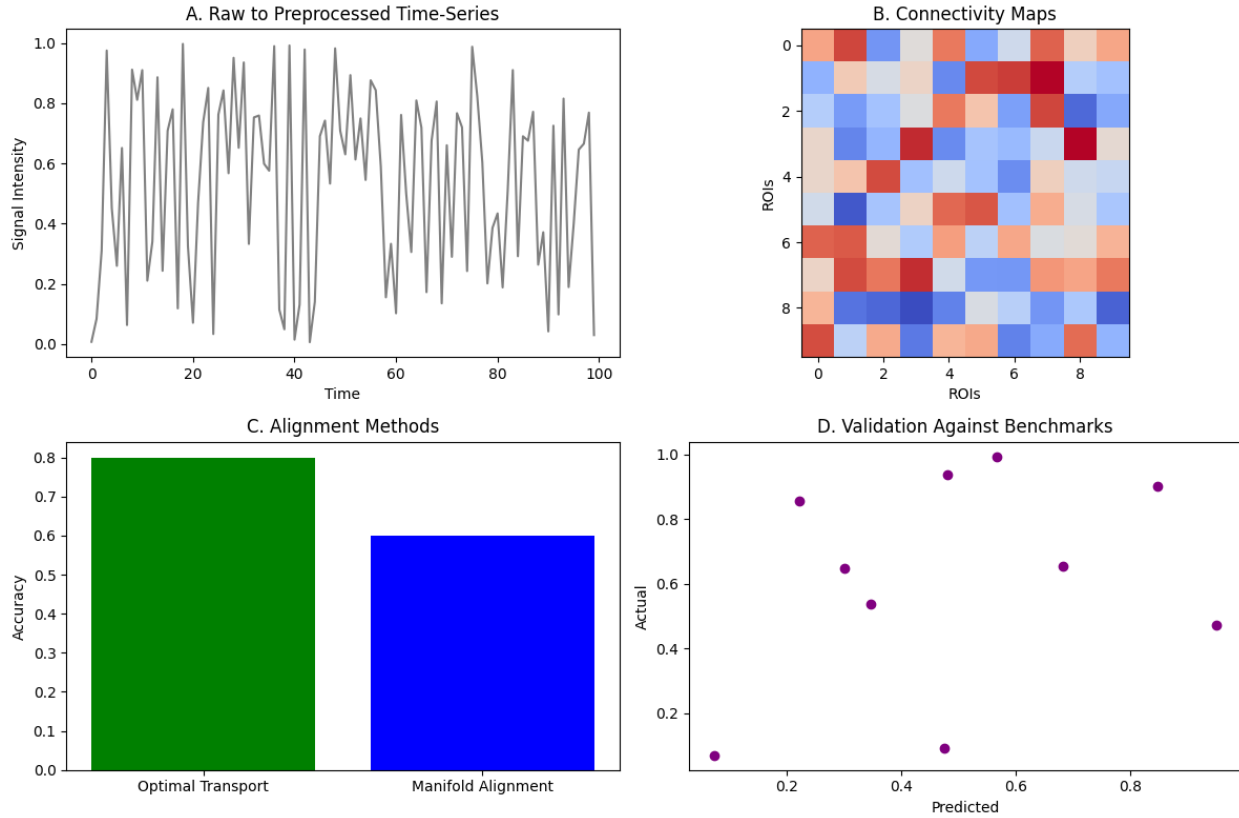 A. Raw to Preprocessed Time-Series
1.0
0.8
0.6
0.4
0.2
0.0
Signal Intensity
0 20 40 60 80 100
Time
B. Connectivity Maps
0
2
4
6
8
ROIs
0 2 4 6 8
ROIs
C. Alignment Methods
0.8
0.7
0.6
0.5
0.4
0.3
0.2
0.1
0.0
Accuracy
Optimal Transport Manifold Alignment
D. Validation Against Benchmarks
1.0
0.8
0.6
0.4
0.2
Actual
0.2 0.4 0.6 0.8
Predicted